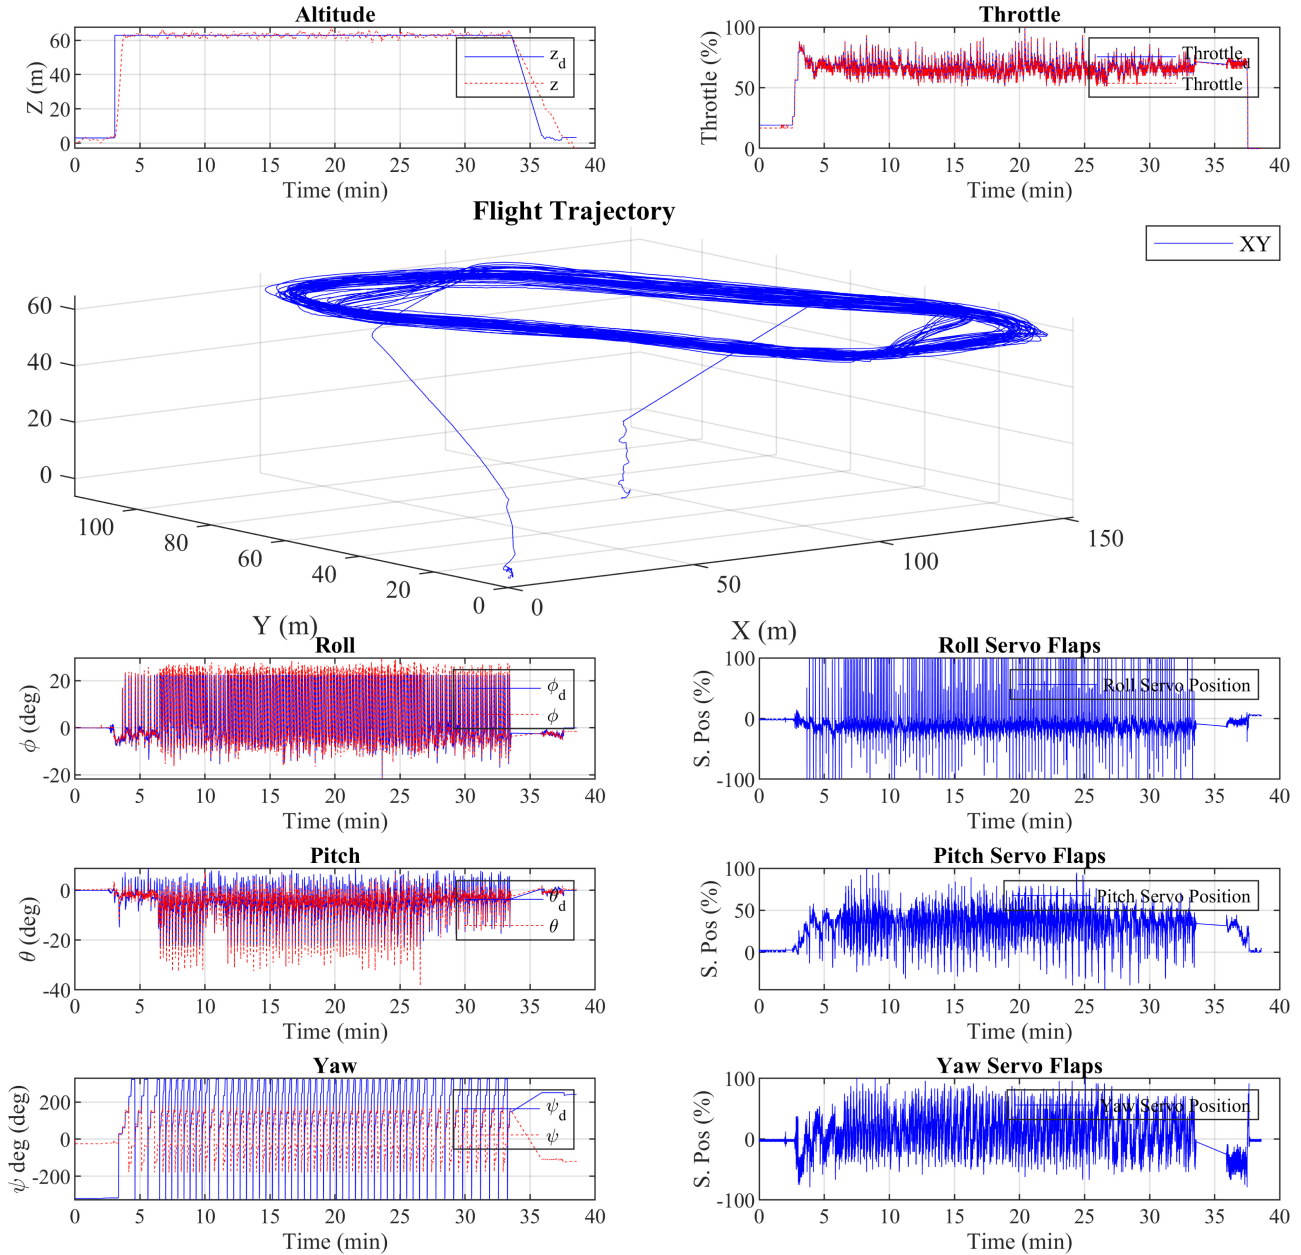 Altitude
Z (m)
60
40
20
0
z_d
z
0 5 10 15 20 25 30 35 40
Time (min)
Throttle
Throttle (%)
100
50
0
Throttle_d
Throttle
0 5 10 15 20 25 30 35 40
Time (min)
Flight Trajectory
XY
60
40
20
0
100 80 60 40 20 0
0 50 100 150
Y (m)
X (m)
Roll
ϕ (deg)
20
0
-20
ϕ_d
ϕ
0 5 10 15 20 25 30 35 40
Time (min)
Roll Servo Flaps
S. Pos (%)
100
0
-100
Roll Servo Position
0 5 10 15 20 25 30 35 40
Time (min)
Pitch
θ (deg)
0
-20
-40
θ_d
θ
0 5 10 15 20 25 30 35 40
Time (min)
Pitch Servo Flaps
S. Pos (%)
100
50
0
Pitch Servo Position
0 5 10 15 20 25 30 35 40
Time (min)
Yaw
ψ deg (deg)
200
0
-200
ψ_d
ψ
0 5 10 15 20 25 30 35 40
Time (min)
Yaw Servo Flaps
S. Pos (%)
100
0
-100
Yaw Servo Position
0 5 10 15 20 25 30 35 40
Time (min)